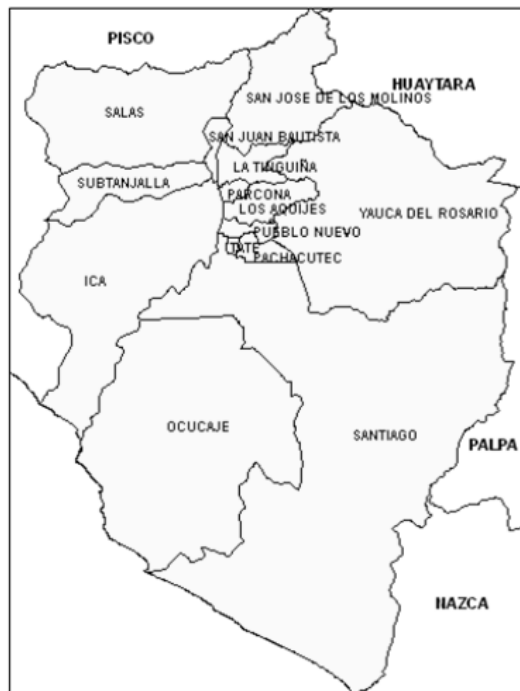 PISCO
HUAYTARA
SAN JOSE DE LOS MOLINOS
SALAS
SAN JUAN BAUTISTA
LA TINGUIÑA
SUBTANJALLA
PARCONA
YAUCA DEL ROSARIO
LOS AQUIJES
PUEBLO NUEVO
TATE
PACHACUTEC
ICA
OCUCAJE
SANTIAGO
PALPA
NAZCA